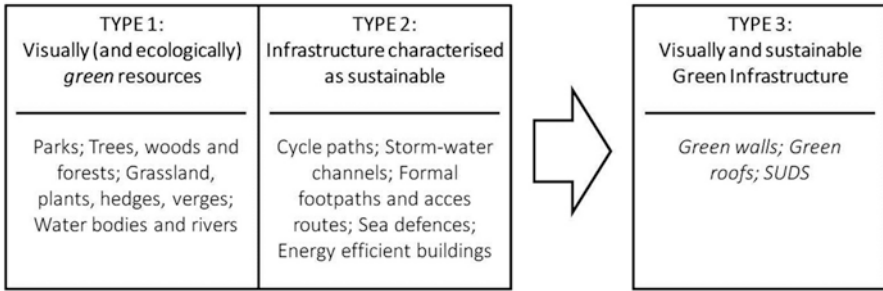 TYPE 1:
Visually (and ecologically)
green resources
Parks; Trees, woods and
forests; Grassland,
plants, hedges, verges;
Water bodies and rivers
TYPE 2:
Infrastructure characterised
as sustainable
Cycle paths; Storm-water
channels; Formal
footpaths and acces
routes; Sea defences;
Energy efficient buildings
TYPE 3:
Visually and sustainable
Green Infrastructure
Green walls; Green
roofs; SUDS